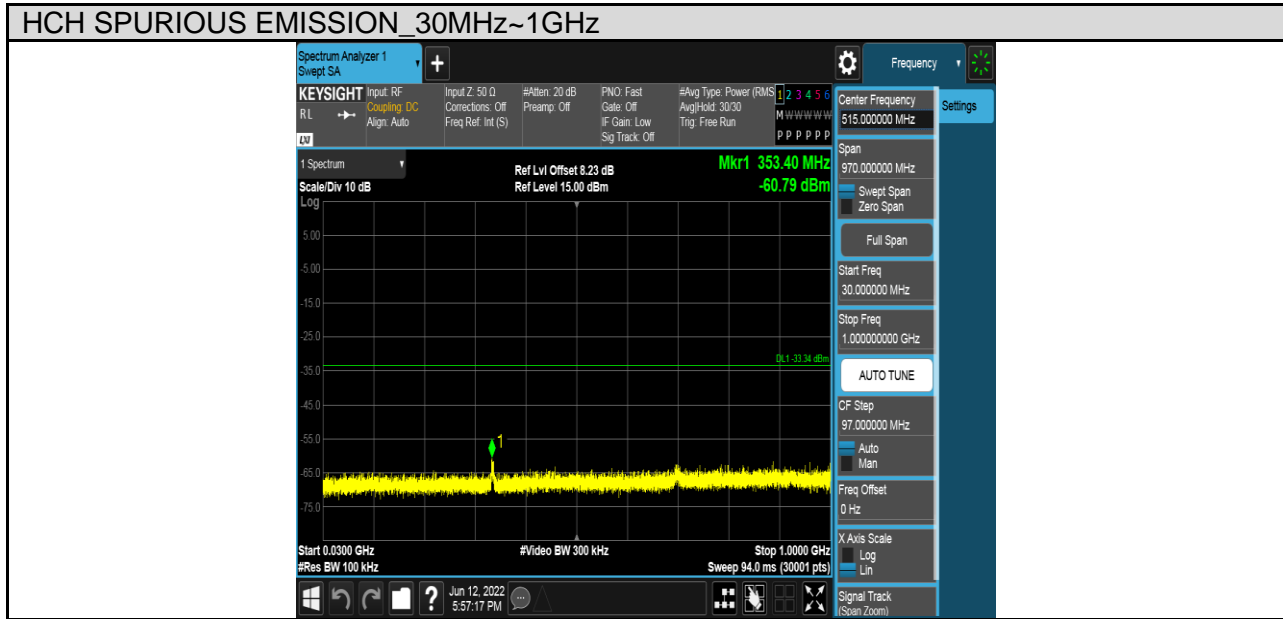 HCH SPURIOUS EMISSION_30MHz~1GHz
Spectrum Analyzer 1
Swept SA
+
Frequency
KEYSIGHT
RL
LXI
Input: RF
Coupling: DC
Align: Auto
Input Z: 50 Ω
Corrections: Off
Freq Ref: Int (S)
#Atten: 20 dB
Preamp: Off
PNO: Fast
Gate: Off
IF Gain: Low
Sig Track: Off
#Avg Type: Power (RMS
Avg|Hold: 30/30
Trig: Free Run
1 2 3 4 5 6
M W W W W W
P P P P P P
1 Spectrum
Scale/Div 10 dB
Ref Lvl Offset 8.23 dB
Ref Level 15.00 dBm
Mkr1 353.40 MHz
-60.79 dBm
Log
5.00
-5.00
-15.0
-25.0
DL1 -33.34 dBm
-35.0
-45.0
-55.0
1
-65.0
-75.0
Start 0.0300 GHz
#Video BW 300 kHz
Stop 1.0000 GHz
#Res BW 100 kHz
Sweep 94.0 ms (30001 pts)
?
Jun 12, 2022
5:57:17 PM
Center Frequency
515.000000 MHz
Settings
Span
970.000000 MHz
Swept Span
Zero Span
Full Span
Start Freq
30.000000 MHz
Stop Freq
1.000000000 GHz
AUTO TUNE
CF Step
97.000000 MHz
Auto
Man
Freq Offset
0 Hz
X Axis Scale
Log
Lin
Signal Track
(Span Zoom)